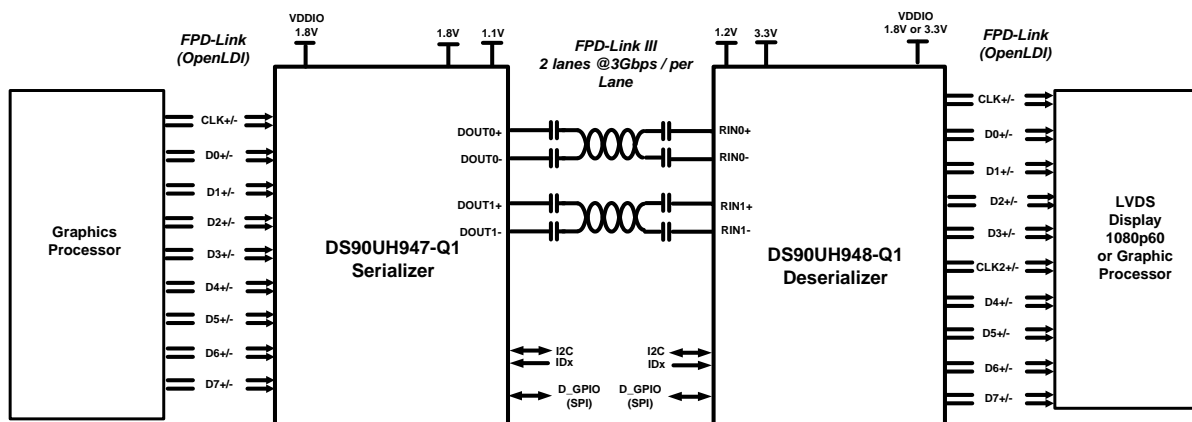 VDDIO
1.8V
1.8V
1.1V
FPD-Link
(OpenLDI)
FPD-Link III
2 lanes @3Gbps / per
Lane
1.2V
3.3V
VDDIO
1.8V or 3.3V
FPD-Link
(OpenLDI)
Graphics
Processor
CLK+/-
D0+/-
D1+/-
D2+/-
D3+/-
D4+/-
D5+/-
D6+/-
D7+/-
DS90UH947-Q1
Serializer
DOUT0+
DOUT0-
DOUT1+
DOUT1-
I2C
IDx
D_GPIO
(SPI)
RIN0+
RIN0-
RIN1+
RIN1-
I2C
IDx
D_GPIO
(SPI)
DS90UH948-Q1
Deserializer
CLK+/-
D0+/-
D1+/-
D2+/-
D3+/-
CLK2+/-
D4+/-
D5+/-
D6+/-
D7+/-
LVDS
Display
1080p60
or Graphic
Processor